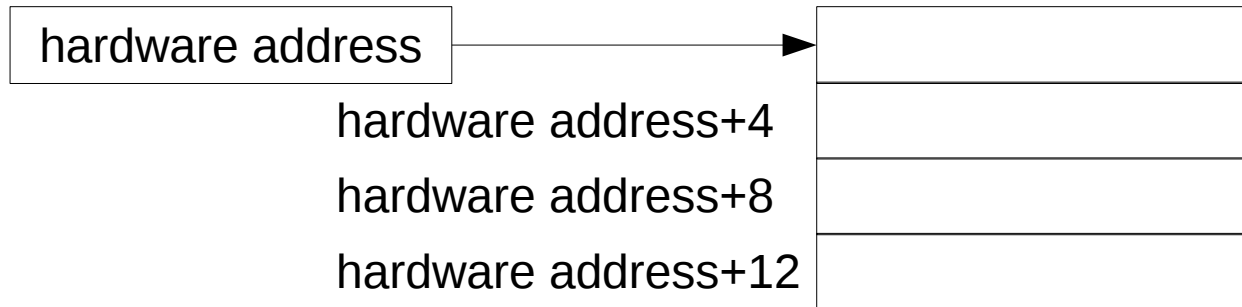 hardware address
hardware address+4
hardware address+8
hardware address+12